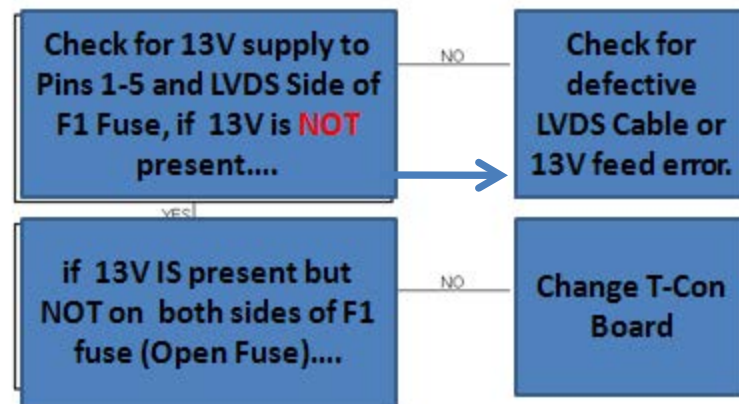 Check for 13V supply to
Pins 1-5 and LVDS Side of
F1 Fuse, if 13V is NOT
present....
NO
Check for
defective
LVDS Cable or
13V feed error.
YES
if 13V IS present but
NOT on both sides of F1
fuse (Open Fuse)....
NO
Change T-Con
Board